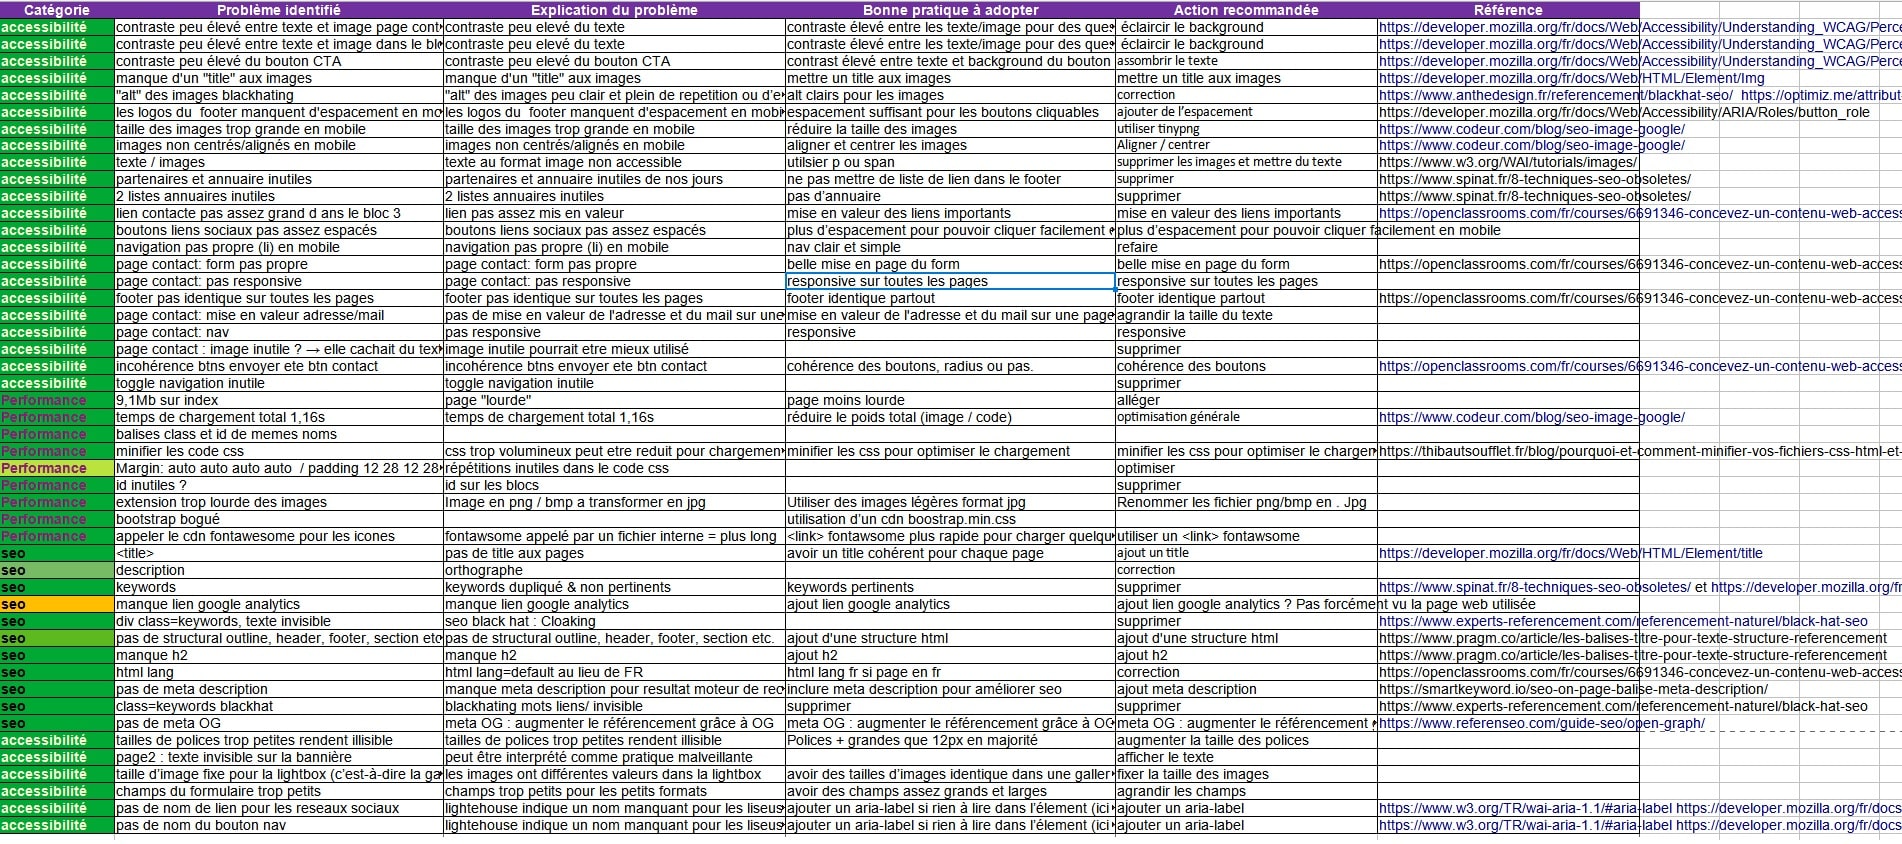 Catégorie Problème identifié Explication du problème Bonne pratique à adopter Action recommandée Référence
accessibilité contraste peu élevé entre texte et image page cont contraste peu elevé du texte contraste élevé entre les texte/image pour des ques éclaircir le background https://developer.mozilla.org/fr/docs/Web/Accessibility/Understanding_WCAG/Perce
accessibilité contraste peu élevé entre texte et image dans le blo contraste peu elevé du texte contraste élevé entre les texte/image pour des ques éclaircir le background https://developer.mozilla.org/fr/docs/Web/Accessibility/Understanding_WCAG/Perce
accessibilité contraste peu élevé du bouton CTA contraste peu elevé du bouton CTA contrast élevé entre texte et background du bouton assombrir le texte https://developer.mozilla.org/fr/docs/Web/Accessibility/Understanding_WCAG/Perce
accessibilité manque d'un "title" aux images manque d'un "title" aux images mettre un title aux images mettre un title aux images https://developer.mozilla.org/fr/docs/Web/HTML/Element/Img
accessibilité "alt" des images blackhating "alt" des images peu clair et plein de repetition ou d'e alt clairs pour les images correction https://www.anthedesign.fr/referencement/blackhat-seo/ https://optimiz.me/attribut-
accessibilité les logos du footer manquent d'espacement en mo les logos du footer manquent d'espacement en mobi espacement suffisant pour les boutons cliquables ajouter de l'espacement https://developer.mozilla.org/en-US/docs/Web/Accessibility/ARIA/Roles/button_role
accessibilité taille des images trop grande en mobile taille des images trop grande en mobile réduire la taille des images utiliser tinypng https://www.codeur.com/blog/seo-image-google/
accessibilité images non centrés/alignés en mobile images non centrés/alignés en mobile aligner et centrer les images Aligner / centrer https://www.codeur.com/blog/seo-image-google/
accessibilité texte / images texte au format image non accessible utilsier p ou span supprimer les images et mettre du texte https://www.w3.org/WAI/tutorials/images/
accessibilité partenaires et annuaire inutiles partenaires et annuaire inutiles de nos jours ne pas mettre de liste de lien dans le footer supprimer https://www.spinat.fr/8-techniques-seo-obsoletes/
accessibilité 2 listes annuaires inutiles 2 listes annuaires inutiles pas d'annuaire supprimer https://www.spinat.fr/8-techniques-seo-obsoletes/
accessibilité lien contacte pas assez grand d ans le bloc 3 lien pas assez mis en valeur mise en valeur des liens importants mise en valeur des liens importants https://openclassrooms.com/fr/courses/6691346-concevez-un-contenu-web-access
accessibilité boutons liens sociaux pas assez espacés boutons liens sociaux pas assez espacés plus d'espacement pour pouvoir cliquer facilement e plus d'espacement pour pouvoir cliquer facilement en mobile
accessibilité navigation pas propre (li) en mobile navigation pas propre (li) en mobile nav clair et simple refaire
accessibilité page contact: form pas propre page contact: form pas propre belle mise en page du form belle mise en page du form https://openclassrooms.com/fr/courses/6691346-concevez-un-contenu-web-access
accessibilité page contact: pas responsive page contact: pas responsive responsive sur toutes les pages responsive sur toutes les pages
accessibilité footer pas identique sur toutes les pages footer pas identique sur toutes les pages footer identique partout footer identique partout https://openclassrooms.com/fr/courses/6691346-concevez-un-contenu-web-access
accessibilité page contact: mise en valeur adresse/mail pas de mise en valeur de l'adresse et du mail sur une mise en valeur de l'adresse et du mail sur une page agrandir la taille du texte
accessibilité page contact: nav pas responsive responsive responsive
accessibilité page contact : image inutile ? → elle cachait du tex image inutile pourrait etre mieux utilisé supprimer
accessibilité incohérence btns envoyer ete btn contact incohérence btns envoyer ete btn contact cohérence des boutons, radius ou pas. cohérence des boutons https://openclassrooms.com/fr/courses/6691346-concevez-un-contenu-web-access
accessibilité toggle navigation inutile toggle navigation inutile supprimer
Performance 9,1Mb sur index page "lourde" page moins lourde alléger
Performance temps de chargement total 1,16s temps de chargement total 1,16s réduire le poids total (image / code) optimisation générale https://www.codeur.com/blog/seo-image-google/
Performance balises class et id de memes noms
Performance minifier les code css css trop volumineux peut etre reduit pour chargemen minifier les css pour optimiser le chargement minifier les css pour optimiser le chargen https://thibautsoufflet.fr/blog/pourquoi-et-comment-minifier-vos-fichiers-css-html-et-
Performance Margin: auto auto auto auto / padding 12 28 12 28 répétitions inutiles dans le code css optimiser
Performance id inutiles ? id sur les blocs supprimer
Performance extension trop lourde des images Image en png / bmp a transformer en jpg Utiliser des images légères format jpg Renommer les fichier png/bmp en . Jpg
Performance bootstrap bogué utilisation d'un cdn boostrap.min.css
Performance appeler le cdn fontawesome pour les icones fontawsome appelé par un fichier interne = plus long <link> fontawsome plus rapide pour charger quelqu utiliser un <link> fontawsome
seo <title> pas de title aux pages avoir un title cohérent pour chaque page ajout un title https://developer.mozilla.org/fr/docs/Web/HTML/Element/title
seo description orthographe correction
seo keywords keywords dupliqué & non pertinents keywords pertinents supprimer https://www.spinat.fr/8-techniques-seo-obsoletes/ et https://developer.mozilla.org/fr
seo manque lien google analytics manque lien google analytics ajout lien google analytics ajout lien google analytics ? Pas forcément vu la page web utilisée
seo div class=keywords, texte invisible seo black hat : Cloaking supprimer https://www.experts-referencement.com/referencement-naturel/black-hat-seo
seo pas de structural outline, header, footer, section etc pas de structural outline, header, footer, section etc. ajout d'une structure html ajout d'une structure html https://www.pragm.co/article/les-balises-titre-pour-texte-structure-referencement
seo manque h2 manque h2 ajout h2 ajout h2 https://www.pragm.co/article/les-balises-titre-pour-texte-structure-referencement
seo html lang html lang=default au lieu de FR html lang fr si page en fr correction https://openclassrooms.com/fr/courses/6691346-concevez-un-contenu-web-access
seo pas de meta description manque meta description pour resultat moteur de rec inclure meta description pour améliorer seo ajout meta description https://smartkeyword.io/seo-on-page-balise-meta-description/
seo class=keywords blackhat blackhating mots liens/ invisible supprimer supprimer https://www.experts-referencement.com/referencement-naturel/black-hat-seo
seo pas de meta OG meta OG : augmenter le référencement grâce à OG meta OG : augmenter le référencement grâce à OG meta OG : augmenter le référencement https://www.referenseo.com/guide-seo/open-graph/
accessibilité tailles de polices trop petites rendent illisible tailles de polices trop petites rendent illisible Polices + grandes que 12px en majorité augmenter la taille des polices
accessibilité page2 : texte invisible sur la bannière peut être interprété comme pratique malveillante afficher le texte
accessibilité taille d'image fixe pour la lightbox (c'est-à-dire la ga les images ont différentes valeurs dans la lightbox avoir des tailles d'images identique dans une galler fixer la taille des images
accessibilité champs du formulaire trop petits champs trop petits pour les petits formats avoir des champs assez grands et larges agrandir les champs
accessibilité pas de nom de lien pour les reseaux sociaux lightehouse indique un nom manquant pour les liseus ajouter un aria-label si rien à lire dans l'élement (ici ajouter un aria-label https://www.w3.org/TR/wai-aria-1.1/#aria-label https://developer.mozilla.org/fr/docs
accessibilité pas de nom du bouton nav lightehouse indique un nom manquant pour les liseus ajouter un aria-label si rien à lire dans l'élement (ici ajouter un aria-label https://www.w3.org/TR/wai-aria-1.1/#aria-label https://developer.mozilla.org/fr/docs